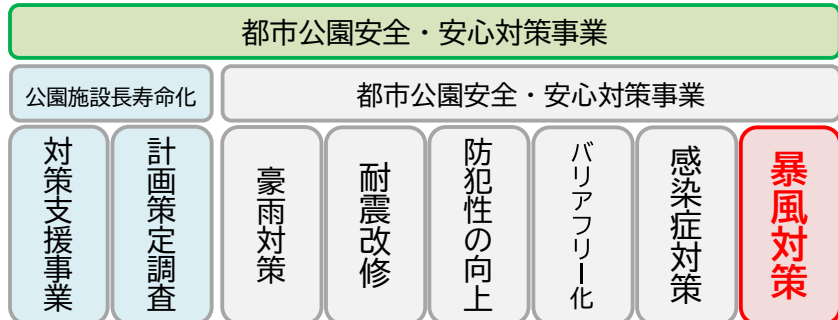 都市公園安全・安心対策事業
公園施設長寿命化
都市公園安全・安心対策事業
対策支援事業
計画策定調査
豪雨対策
耐震改修
防犯性の向上
バリアフリー化
感染症対策
暴風対策